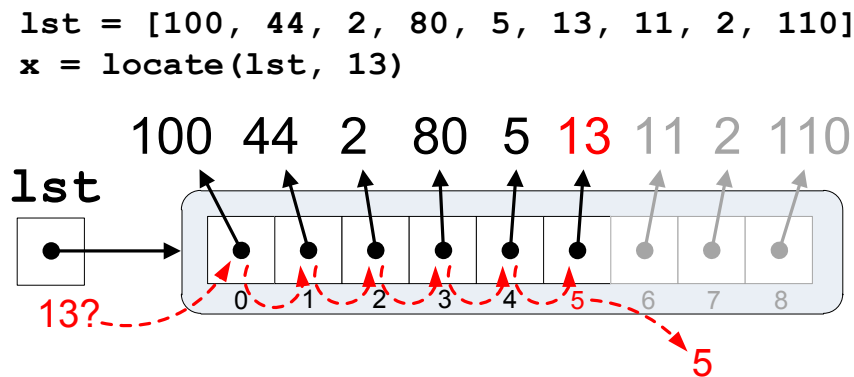 lst = [100, 44, 2, 80, 5, 13, 11, 2, 110]
x = locate(lst, 13)
100 44 2 80 5 13 11 2 110
lst
0 1 2 3 4 5 6 7 8
13?
5